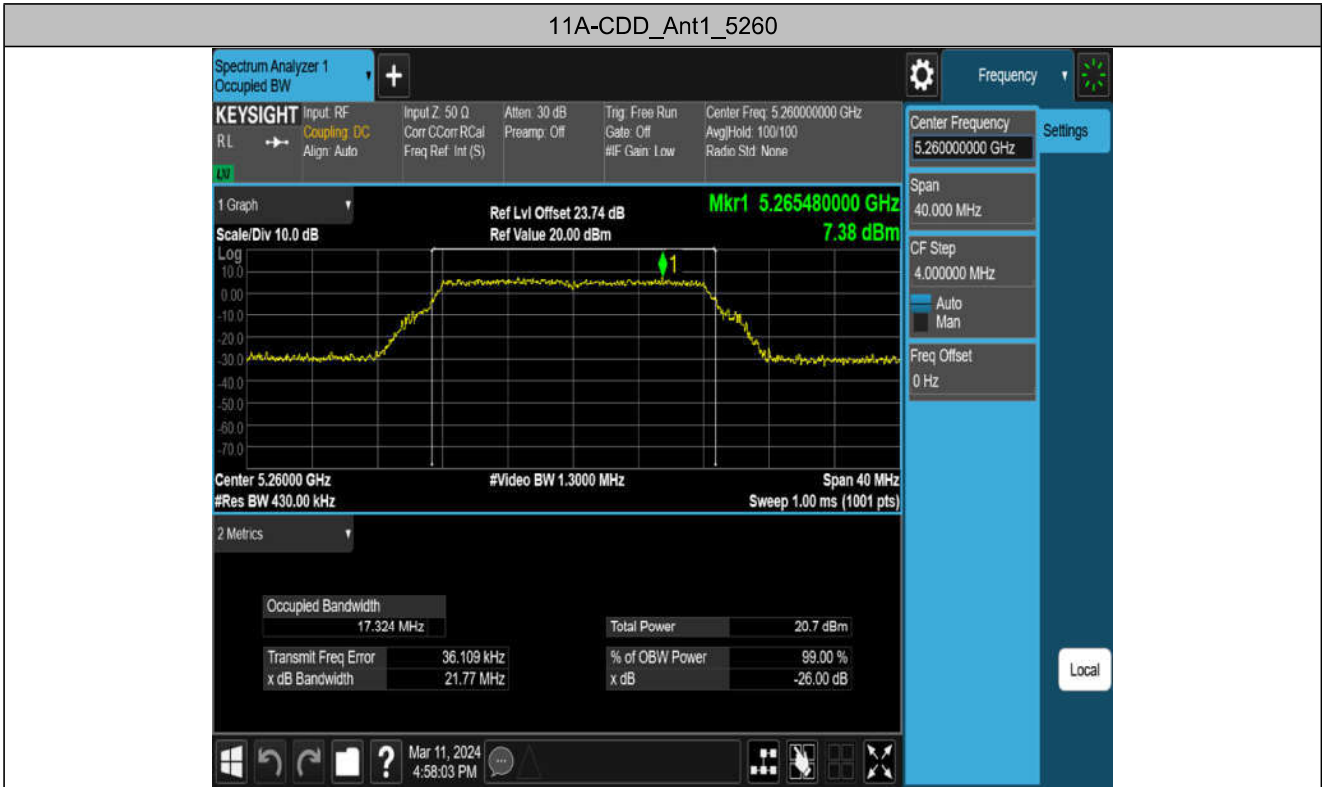 11A-CDD_Ant1_5260
Spectrum Analyzer 1
Occupied BW
+
Frequency
KEYSIGHT
RL
LXI
Input: RF
Coupling: DC
Align: Auto
Input Z: 50 Ω
Corr CCorr RCal
Freq Ref: Int (S)
Atten: 30 dB
Preamp: Off
Trig: Free Run
Gate: Off
#IF Gain: Low
Center Freq: 5.260000000 GHz
Avg|Hold: 100/100
Radio Std: None
Center Frequency
5.260000000 GHz
Settings
Span
40.000 MHz
CF Step
4.000000 MHz
Auto
Man
Freq Offset
0 Hz
Local
1 Graph
Scale/Div 10.0 dB
Ref Lvl Offset 23.74 dB
Ref Value 20.00 dBm
Mkr1 5.265480000 GHz
7.38 dBm
Log
10.0
0.00
-10.0
-20.0
-30.0
-40.0
-50.0
-60.0
-70.0
1
Center 5.26000 GHz
#Video BW 1.3000 MHz
Span 40 MHz
#Res BW 430.00 kHz
Sweep 1.00 ms (1001 pts)
2 Metrics
Occupied Bandwidth
17.324 MHz
Total Power 20.7 dBm
Transmit Freq Error 36.109 kHz
% of OBW Power 99.00 %
x dB Bandwidth 21.77 MHz
x dB -26.00 dB
?
Mar 11, 2024
4:58:03 PM